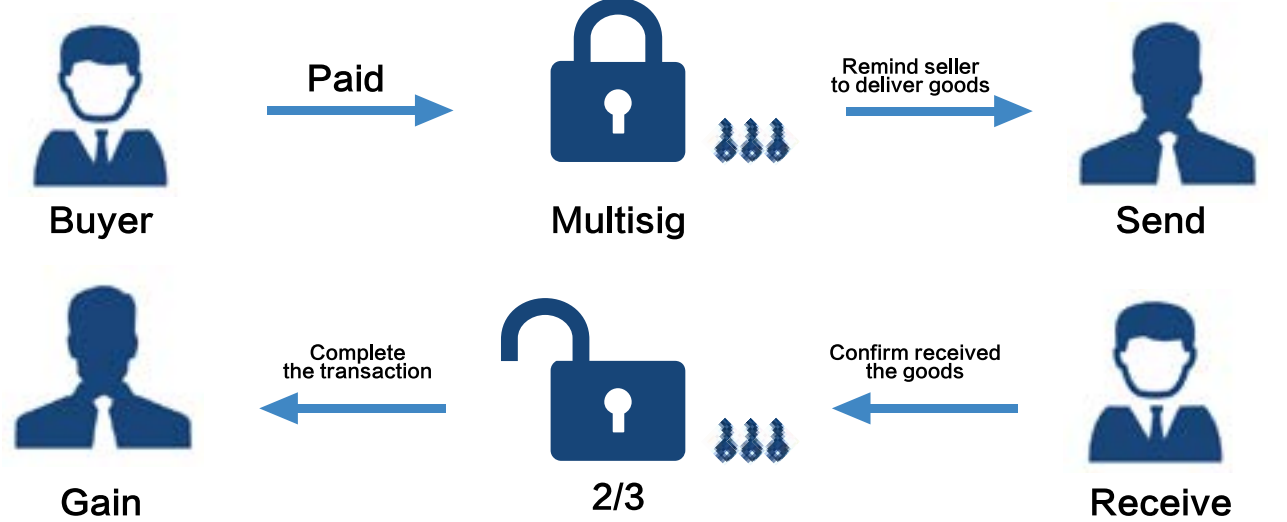 Paid
Remind seller
to deliver goods
Buyer
Multisig
Send
Complete
the transaction
Confirm received
the goods
Gain
2/3
Receive